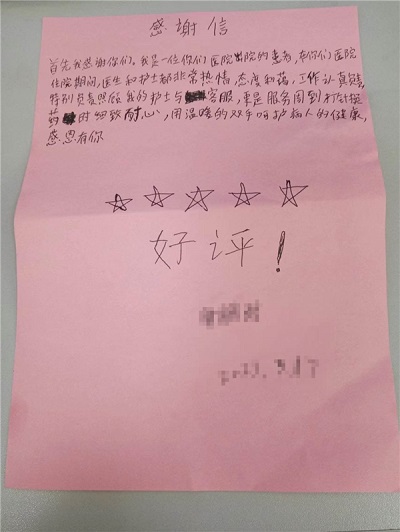 感谢信
首先我感谢你们。我是一位你们医院出院的患者,在你们医院
住院期间,医生和护士都非常热情,态度和蔼,工作认真
特别负责照顾我的护士与客服,更是服务周到打针
药时细致耐心,用温暖的双手呵护病人的健康,
感恩有你
☆☆☆☆☆
好评!